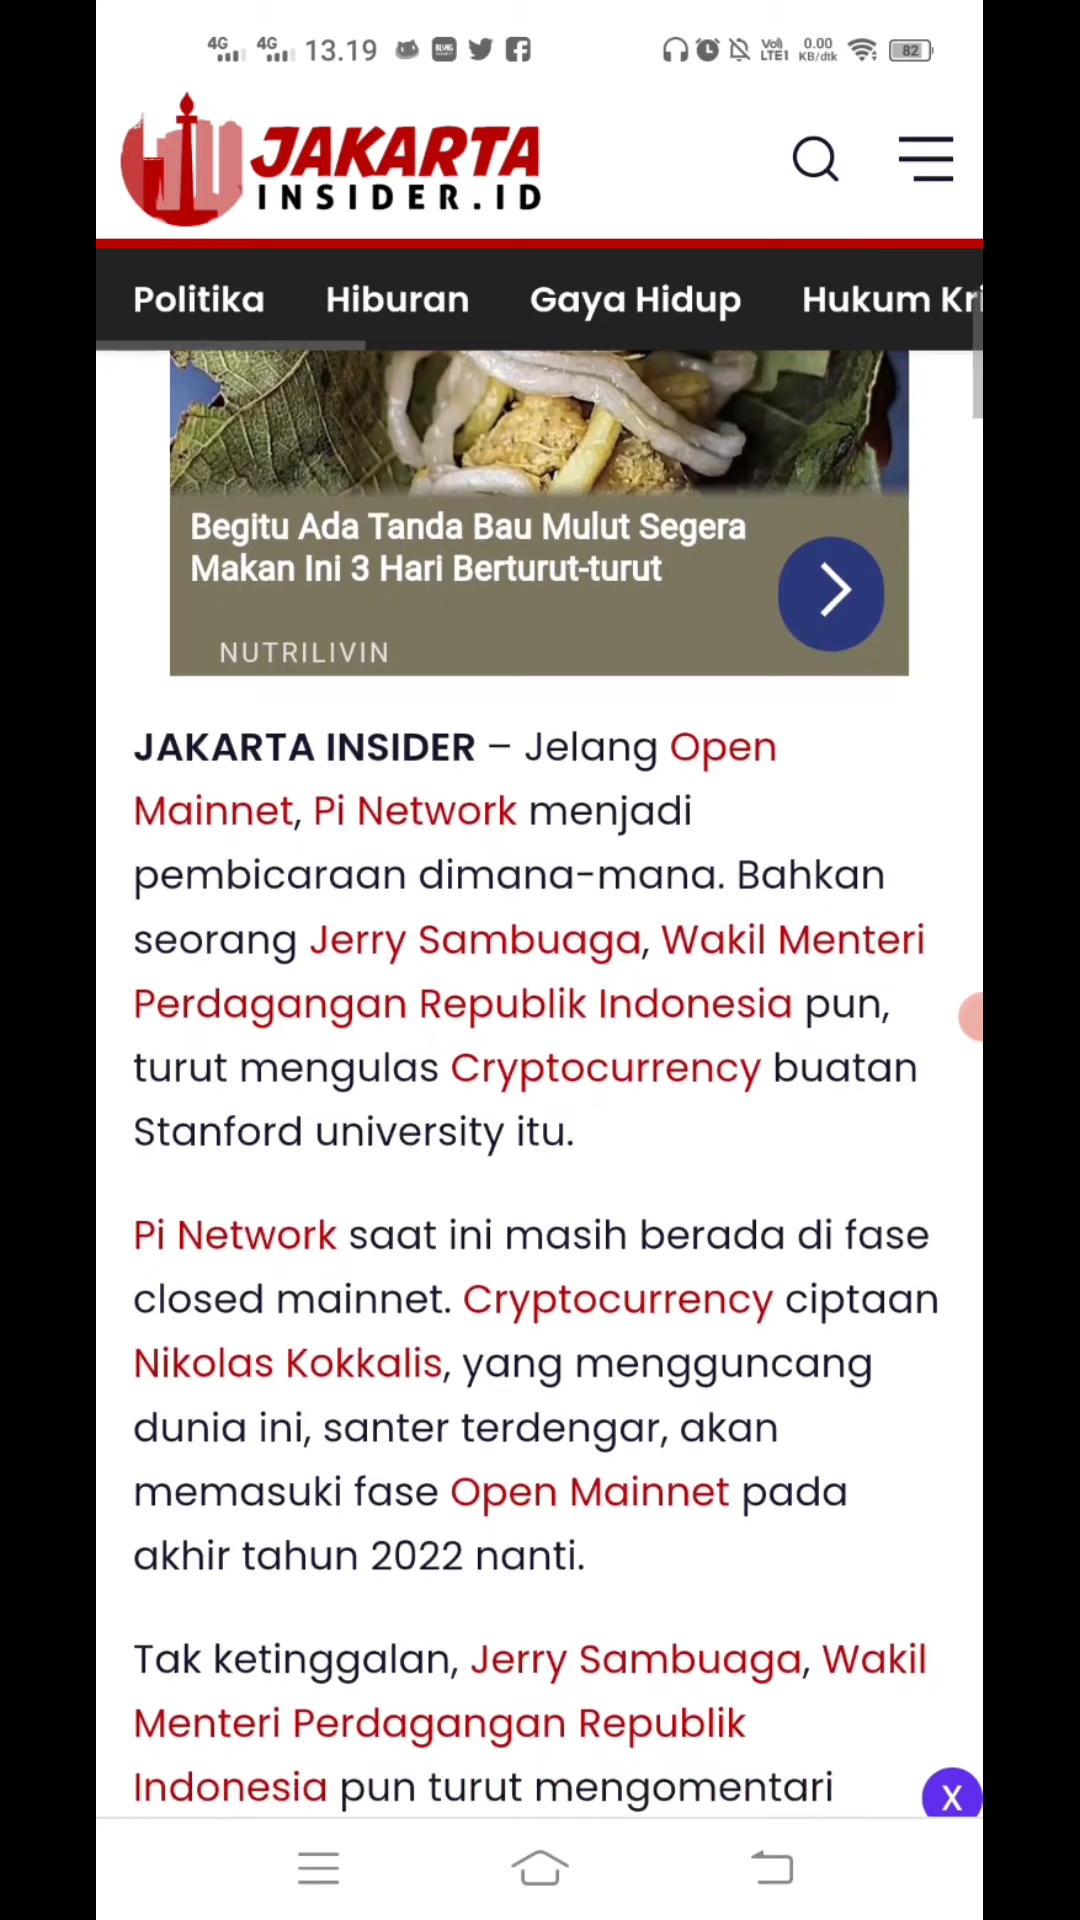 4G 4G 13.19
Vol) LTE1 0.00 KB/dtk 82
JAKARTA
INSIDER.ID
Politika Hiburan Gaya Hidup Hukum Kri
Begitu Ada Tanda Bau Mulut Segera
Makan Ini 3 Hari Berturut-turut
NUTRILIVIN
JAKARTA INSIDER – Jelang Open
Mainnet, Pi Network menjadi
pembicaraan dimana-mana. Bahkan
seorang Jerry Sambuaga, Wakil Menteri
Perdagangan Republik Indonesia pun,
turut mengulas Cryptocurrency buatan
Stanford university itu.
Pi Network saat ini masih berada di fase
closed mainnet. Cryptocurrency ciptaan
Nikolas Kokkalis, yang mengguncang
dunia ini, santer terdengar, akan
memasuki fase Open Mainnet pada
akhir tahun 2022 nanti.
Tak ketinggalan, Jerry Sambuaga, Wakil
Menteri Perdagangan Republik
Indonesia pun turut mengomentari
X